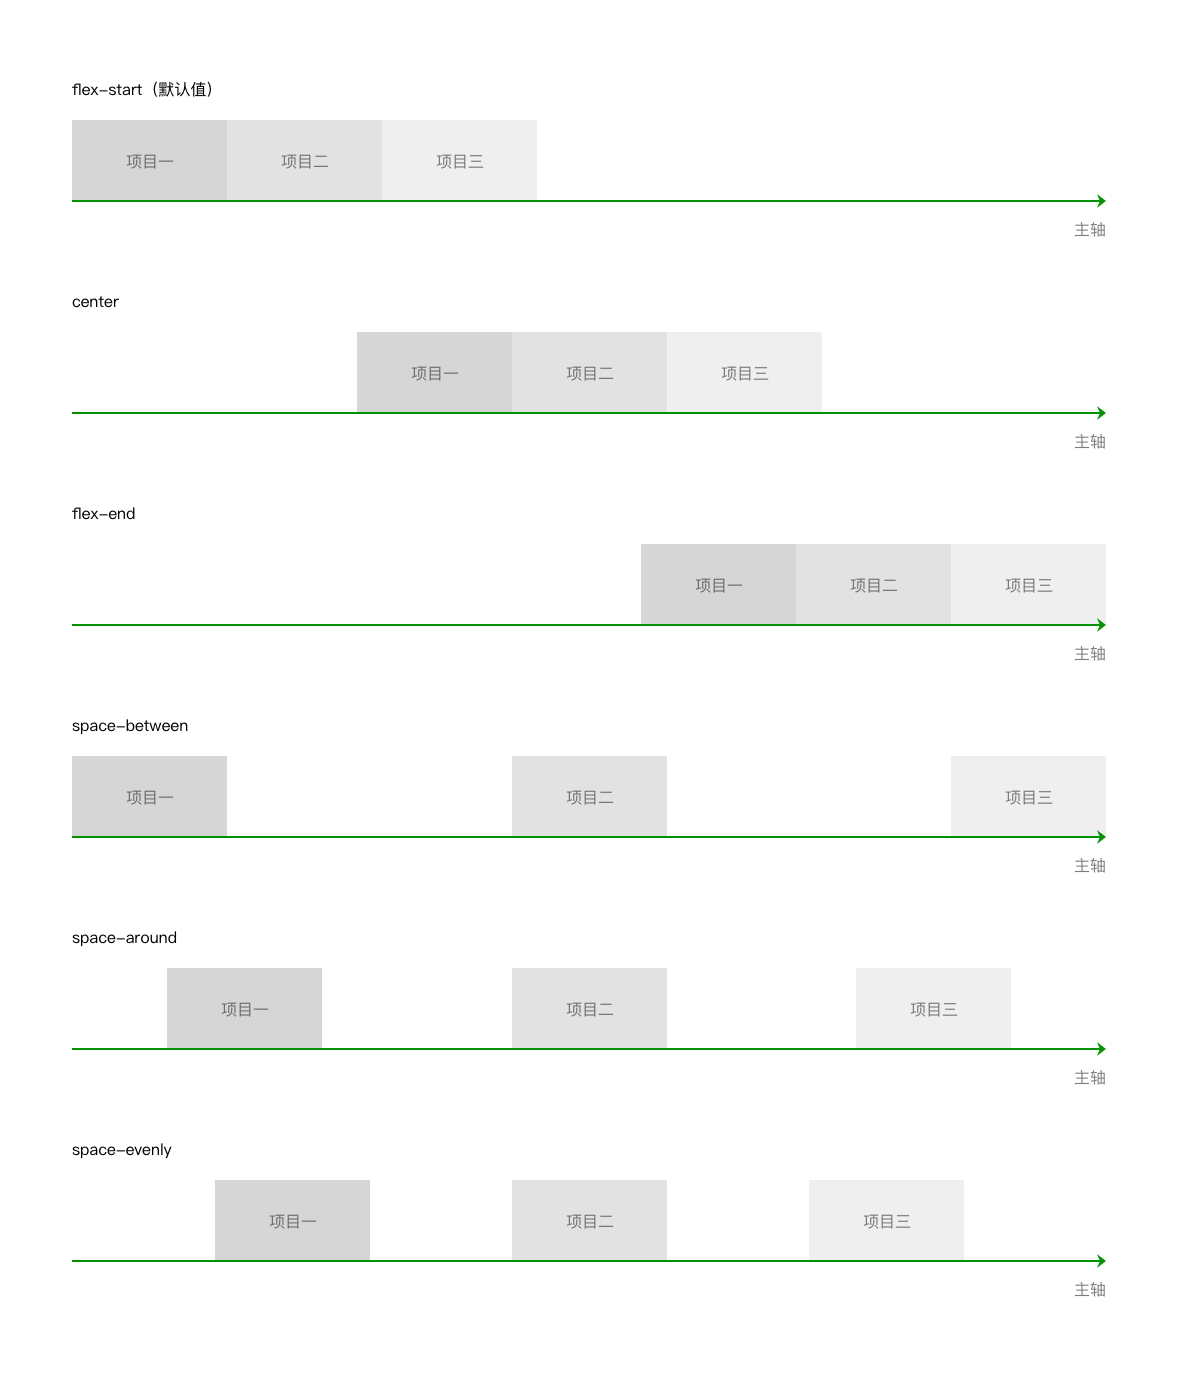 flex-start（默认值）
项目一 项目二 项目三
主轴
center
项目一 项目二 项目三
主轴
flex-end
项目一 项目二 项目三
主轴
space-between
项目一 项目二 项目三
主轴
space-around
项目一 项目二 项目三
主轴
space-evenly
项目一 项目二 项目三
主轴